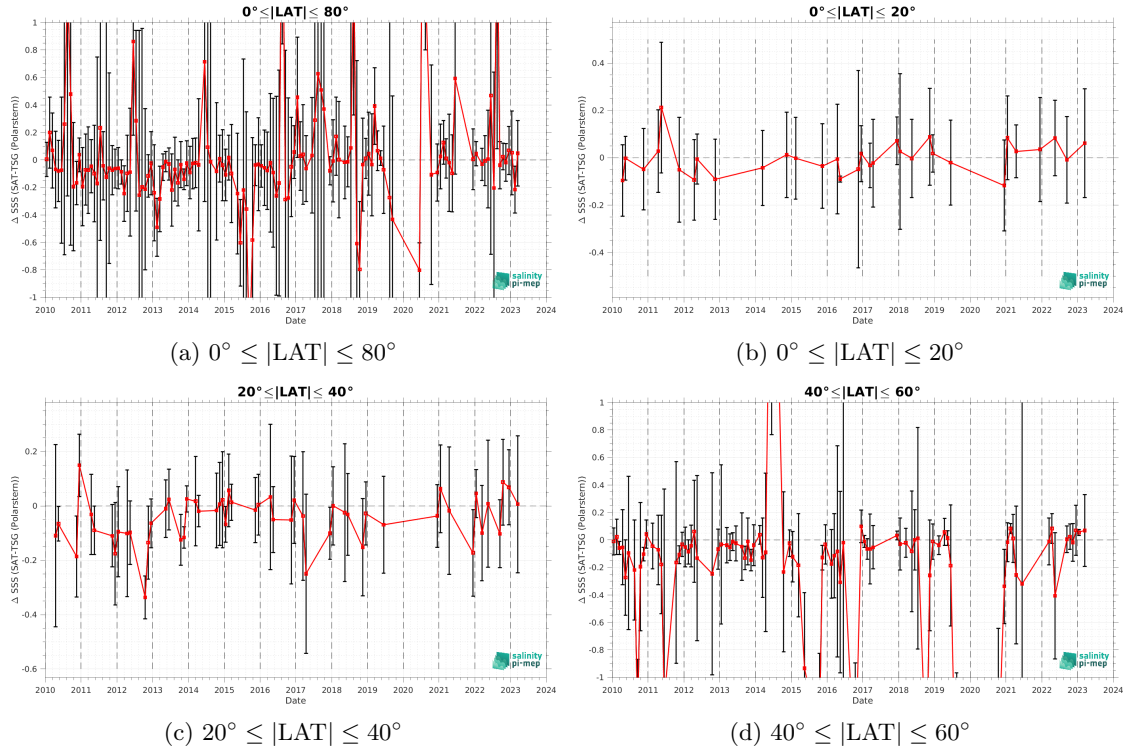 0°≤|LAT|≤ 80°
Δ SSS (SAT-TSG (Polarstern))
1
0.8
0.6
0.4
0.2
0
-0.2
-0.4
-0.6
-0.8
-1
salinity
pi-mep
2010 2011 2012 2013 2014 2015 2016 2017 2018 2019 2020 2021 2022 2023 2024
Date
(a) 0° ≤ |LAT| ≤ 80°
0°≤|LAT|≤ 20°
Δ SSS (SAT-TSG (Polarstern))
0.4
0.2
0
-0.2
-0.4
salinity
pi-mep
2010 2011 2012 2013 2014 2015 2016 2017 2018 2019 2020 2021 2022 2023 2024
Date
(b) 0° ≤ |LAT| ≤ 20°
20°≤|LAT|≤ 40°
Δ SSS (SAT-TSG (Polarstern))
0.2
0
-0.2
-0.4
-0.6
salinity
pi-mep
2010 2011 2012 2013 2014 2015 2016 2017 2018 2019 2020 2021 2022 2023 2024
Date
(c) 20° ≤ |LAT| ≤ 40°
40°≤|LAT|≤ 60°
Δ SSS (SAT-TSG (Polarstern))
1
0.8
0.6
0.4
0.2
0
-0.2
-0.4
-0.6
-0.8
-1
salinity
pi-mep
2010 2011 2012 2013 2014 2015 2016 2017 2018 2019 2020 2021 2022 2023 2024
Date
(d) 40° ≤ |LAT| ≤ 60°